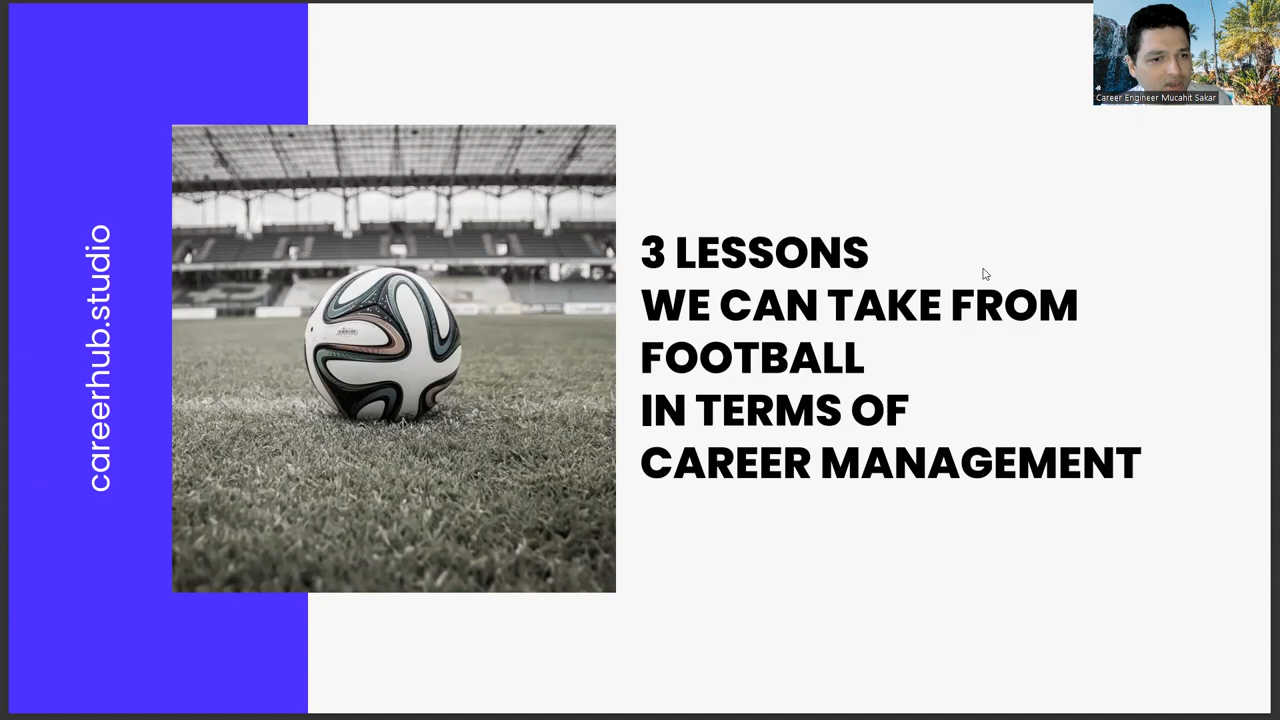 Career Engineer Mucahit Sakar
careerhub.studio
3 LESSONS
WE CAN TAKE FROM
FOOTBALL
IN TERMS OF
CAREER MANAGEMENT